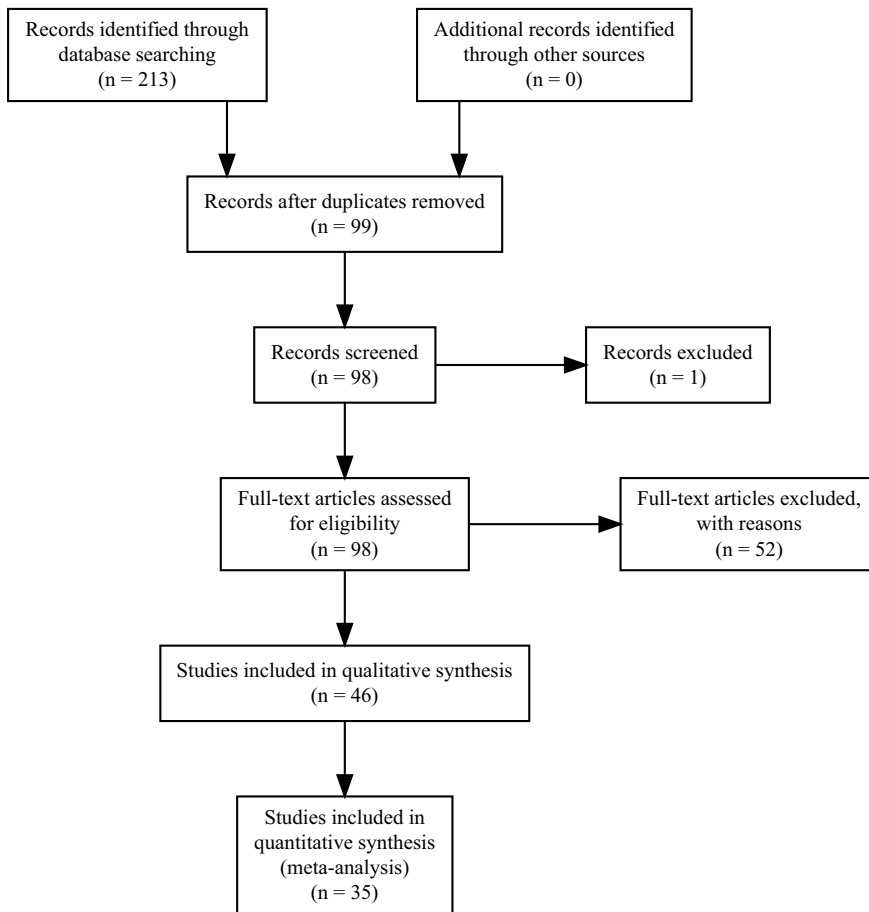 Records identified through
database searching
(n = 213)
Additional records identified
through other sources
(n = 0)
Records after duplicates removed
(n = 99)
Records screened
(n = 98)
Records excluded
(n = 1)
Full-text articles assessed
for eligibility
(n = 98)
Full-text articles excluded,
with reasons
(n = 52)
Studies included in qualitative synthesis
(n = 46)
Studies included in
quantitative synthesis
(meta-analysis)
(n = 35)